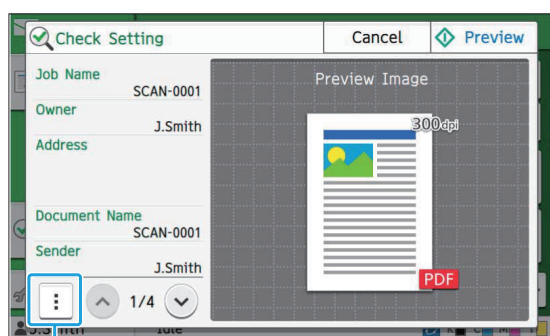 Check Setting
Cancel
Preview
Job Name
SCAN-0001
Owner
J.Smith
Address
Document Name
SCAN-0001
Sender
J.Smith
1/4
Preview Image
300dpi
PDF
J.Smith
Idle